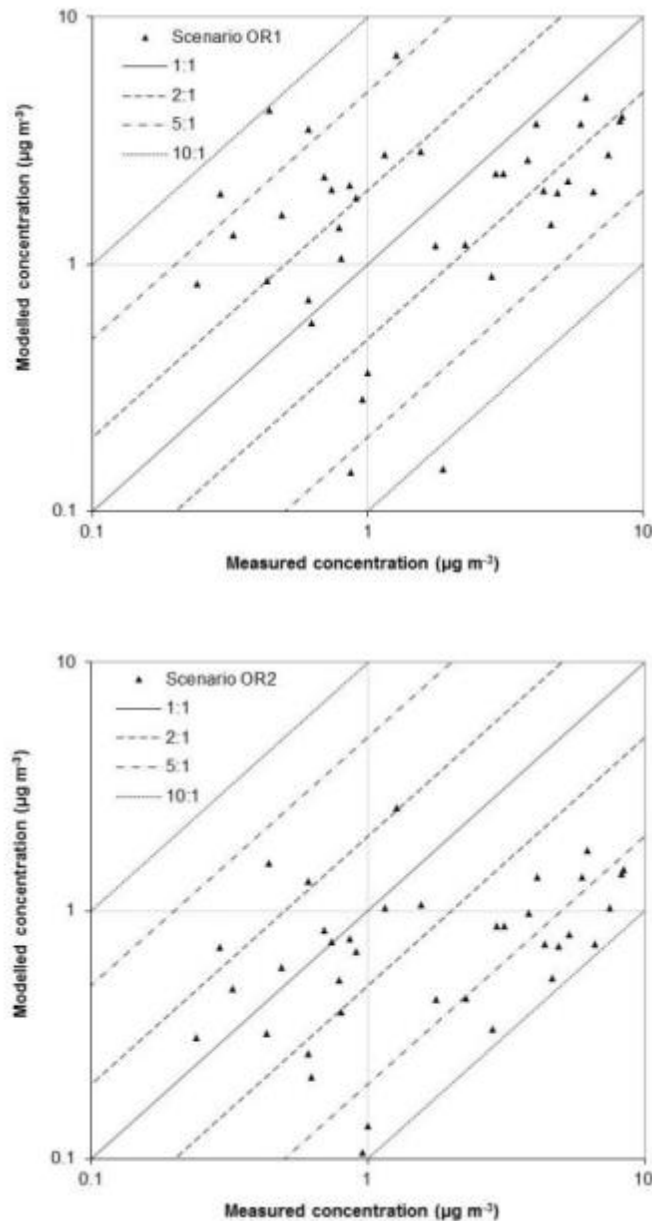 10
Scenario OR1
1:1
2:1
5:1
10:1
Modelled concentration (µg m⁻³)
1
0.1
0.1 1 10
Measured concentration (µg m⁻³)
10
Scenario OR2
1:1
2:1
5:1
10:1
Modelled concentration (µg m⁻³)
1
0.1
0.1 1 10
Measured concentration (µg m⁻³)